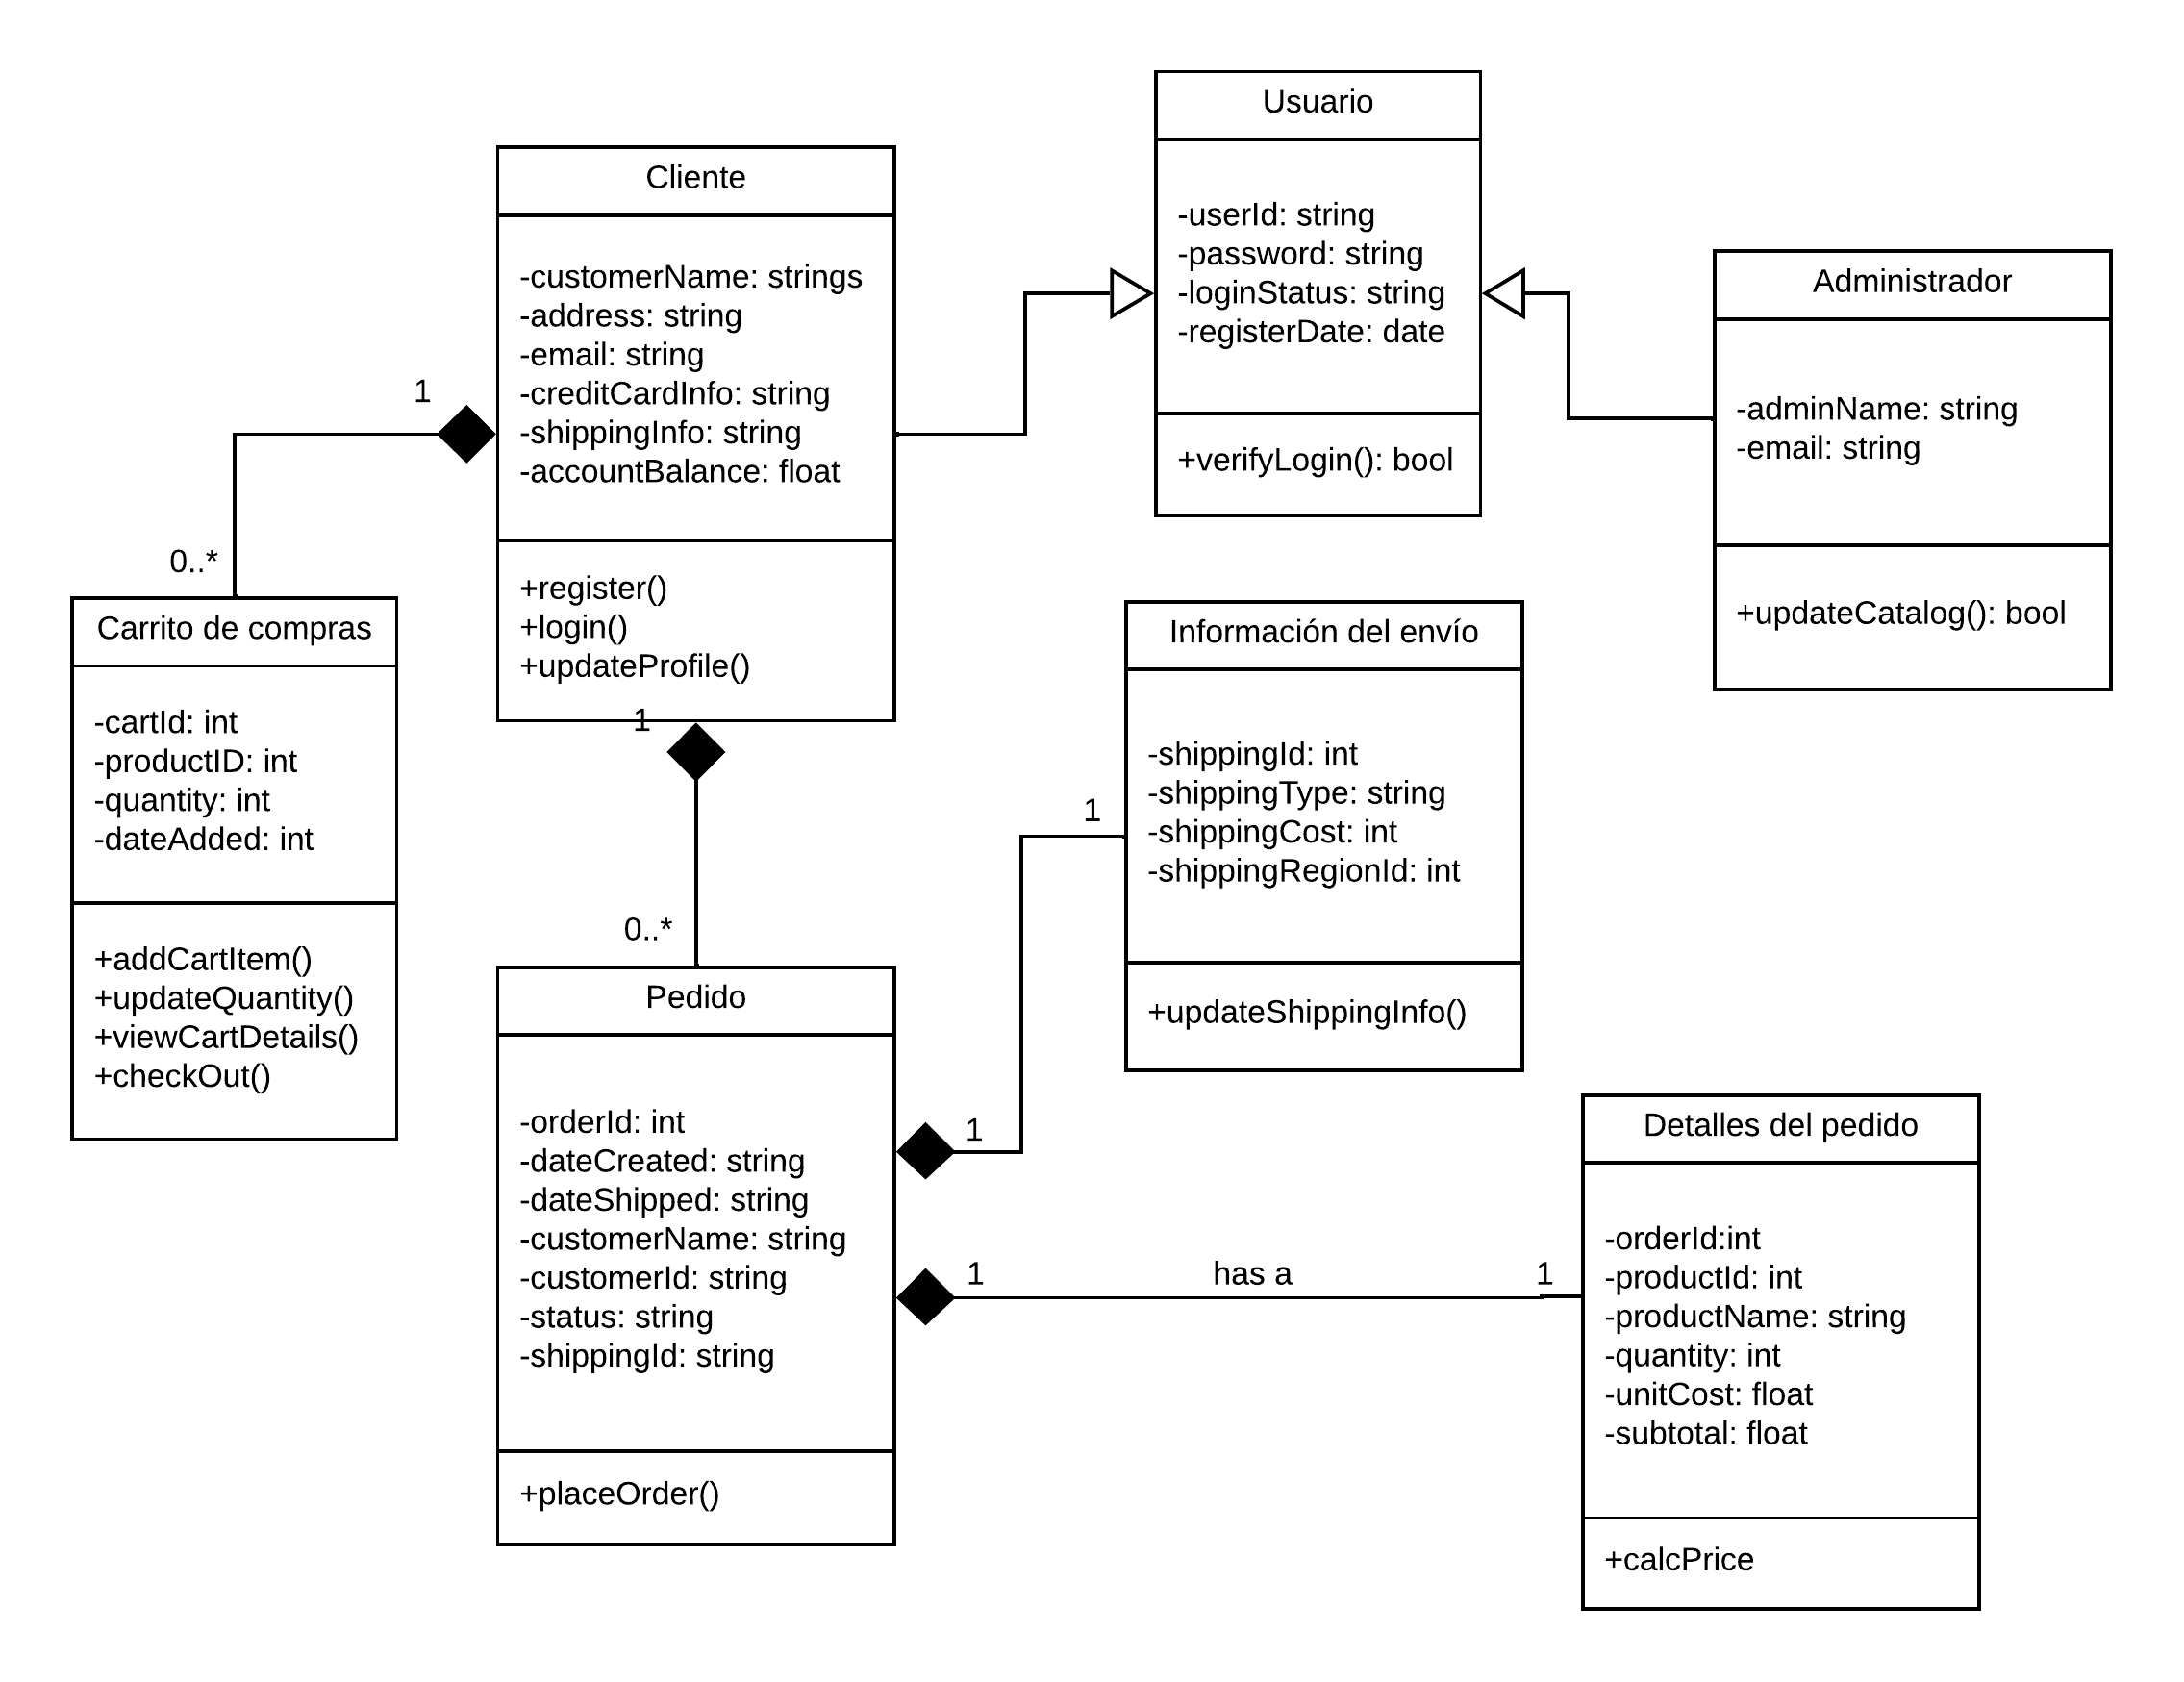 Usuario
-userId: string
-password: string
-loginStatus: string
-registerDate: date
+verifyLogin(): bool
Cliente
-customerName: strings
-address: string
-email: string
-creditCardInfo: string
-shippingInfo: string
-accountBalance: float
+register()
+login()
+updateProfile()
Administrador
-adminName: string
-email: string
+updateCatalog(): bool
1
0..*
Carrito de compras
-cartId: int
-productID: int
-quantity: int
-dateAdded: int
+addCartItem()
+updateQuantity()
+viewCartDetails()
+checkOut()
1
0..*
Información del envío
-shippingId: int
-shippingType: string
-shippingCost: int
-shippingRegionId: int
+updateShippingInfo()
1
1
Pedido
-orderId: int
-dateCreated: string
-dateShipped: string
-customerName: string
-customerId: string
-status: string
-shippingId: string
+placeOrder()
1
has a
1
Detalles del pedido
-orderId:int
-productId: int
-productName: string
-quantity: int
-unitCost: float
-subtotal: float
+calcPrice